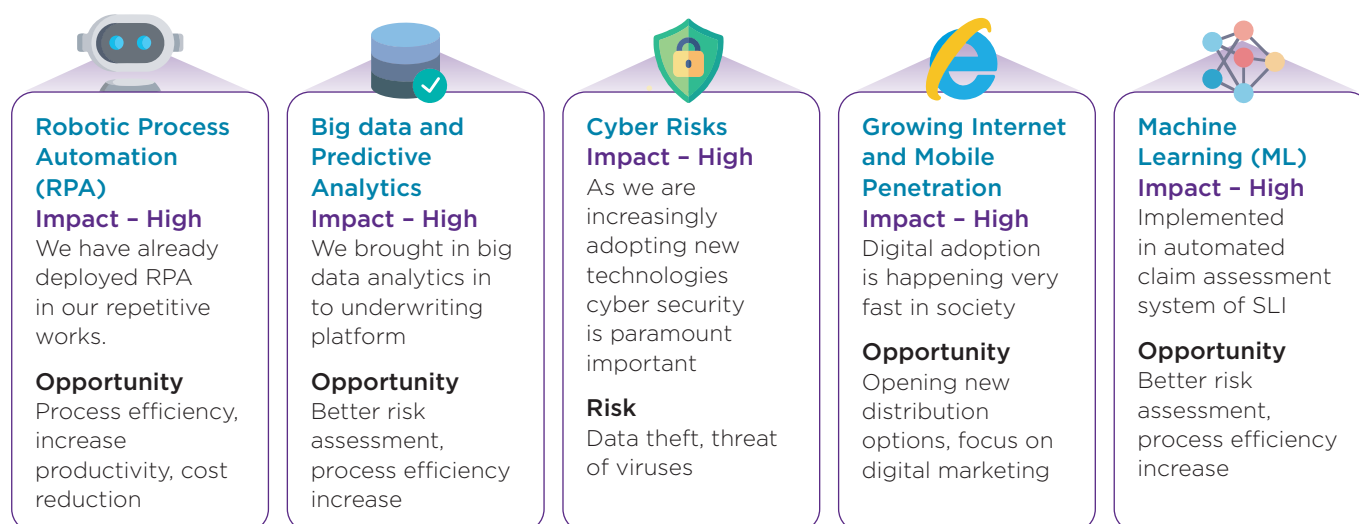 Robotic Process
Automation
(RPA)
Impact – High
We have already
deployed RPA
in our repetitive
works.
Opportunity
Process efficiency,
increase
productivity, cost
reduction
Big data and
Predictive
Analytics
Impact – High
We brought in big
data analytics in
to underwriting
platform
Opportunity
Better risk
assessment,
process efficiency
increase
Cyber Risks
Impact – High
As we are
increasingly
adopting new
technologies
cyber security
is paramount
important
Risk
Data theft, threat
of viruses
Growing Internet
and Mobile
Penetration
Impact – High
Digital adoption
is happening very
fast in society
Opportunity
Opening new
distribution
options, focus on
digital marketing
Machine
Learning (ML)
Impact – High
Implemented
in automated
claim assessment
system of SLI
Opportunity
Better risk
assessment,
process efficiency
increase